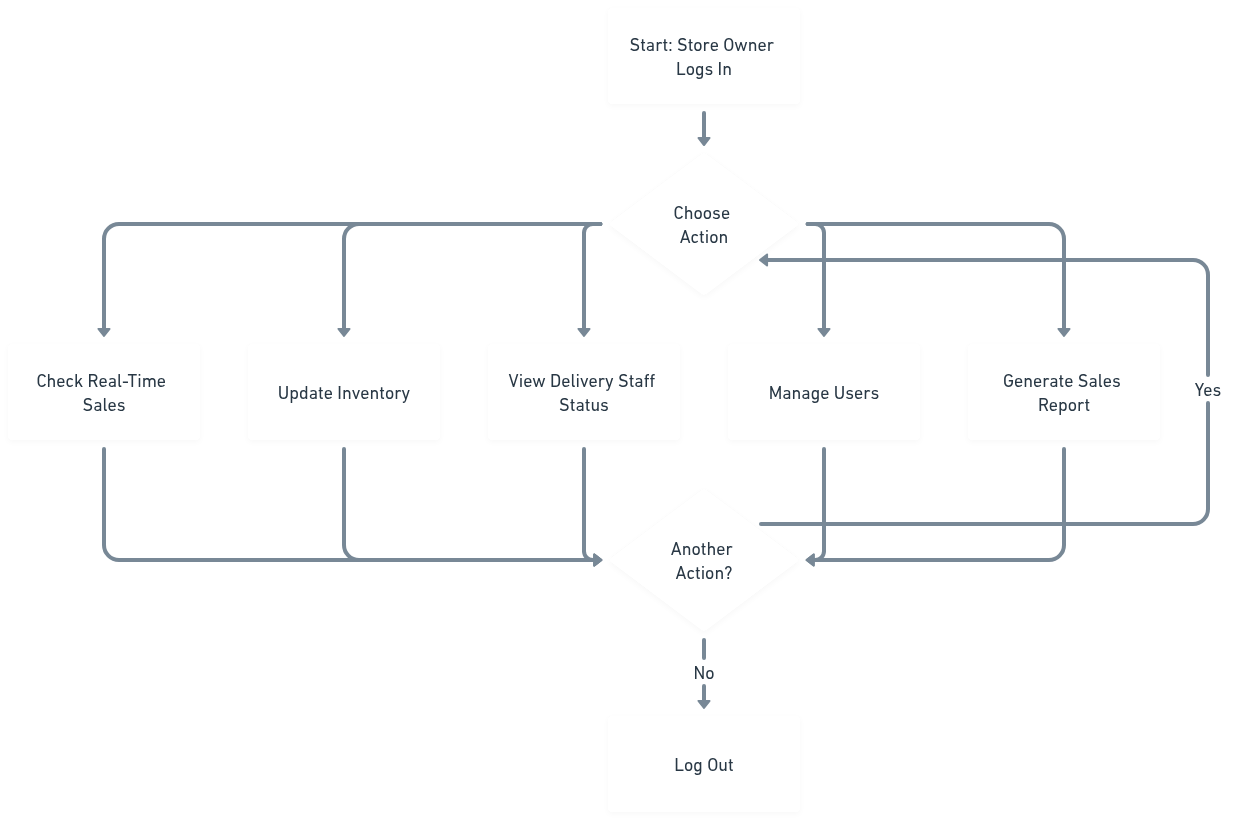 Start: Store Owner
Logs In
Choose
Action
Check Real-Time
Sales
Update Inventory
View Delivery Staff
Status
Manage Users
Generate Sales
Report
Yes
Another
Action?
No
Log Out